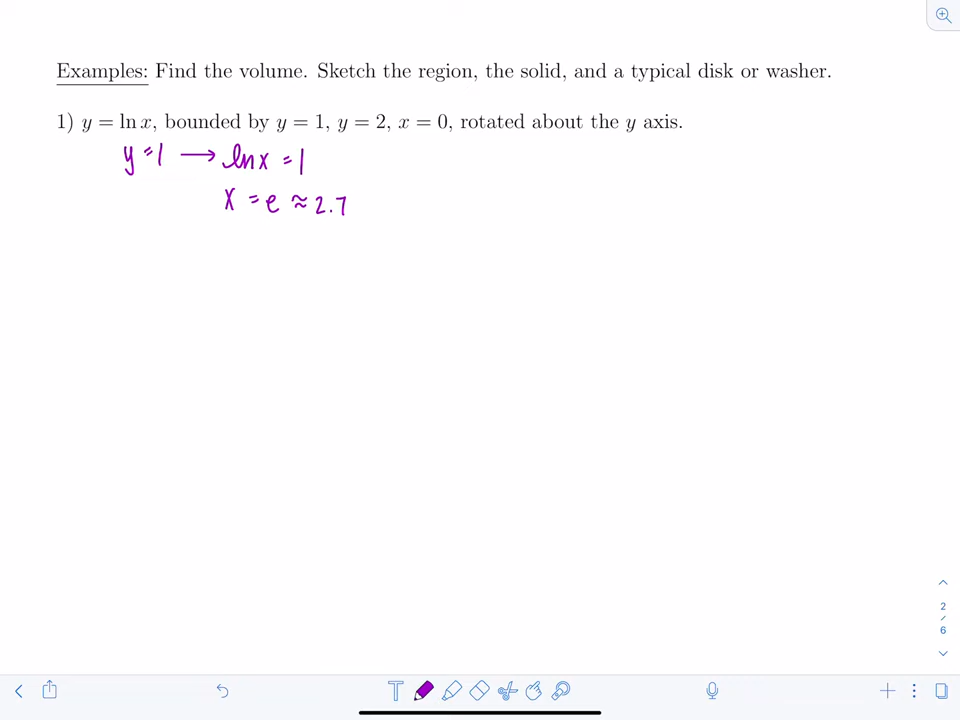 Examples: Find the volume. Sketch the region, the solid, and a typical disk or washer.
1) y = ln x, bounded by y = 1, y = 2, x = 0, rotated about the y axis.
y = 1 → ln x = 1
x = e ≈ 2.7
2
/
6
T